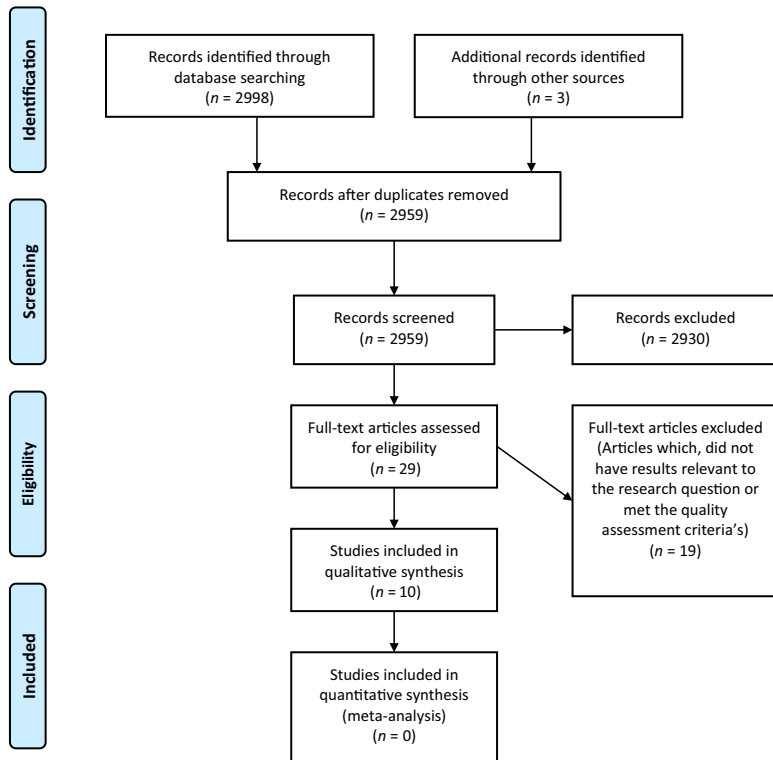 Identification
Records identified through
database searching
(n = 2998)
Additional records identified
through other sources
(n = 3)
Records after duplicates removed
(n = 2959)
Screening
Records screened
(n = 2959)
Records excluded
(n = 2930)
Eligibility
Full-text articles assessed
for eligibility
(n = 29)
Full-text articles excluded
(Articles which, did not
have results relevant to
the research question or
met the quality
assessment criteria's)
(n = 19)
Studies included in
qualitative synthesis
(n = 10)
Included
Studies included in
quantitative synthesis
(meta-analysis)
(n = 0)